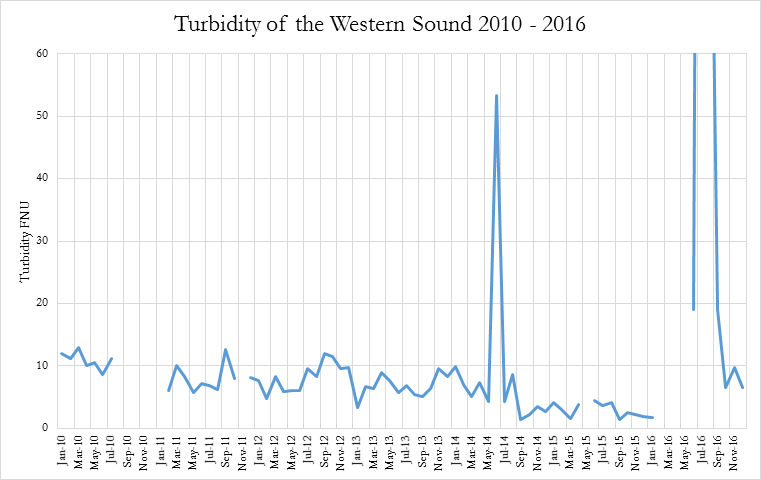 Turbidity of the Western Sound 2010 - 2016
60
50
40
30
20
10
0
Turbidity FNU
Jan-10
Mar-10
May-10
Jul-10
Sep-10
Nov-10
Jan-11
Mar-11
May-11
Jul-11
Sep-11
Nov-11
Jan-12
Mar-12
May-12
Jul-12
Sep-12
Nov-12
Jan-13
Mar-13
May-13
Jul-13
Sep-13
Nov-13
Jan-14
Mar-14
May-14
Jul-14
Sep-14
Nov-14
Jan-15
Mar-15
May-15
Jul-15
Sep-15
Nov-15
Jan-16
Mar-16
May-16
Jul-16
Sep-16
Nov-16